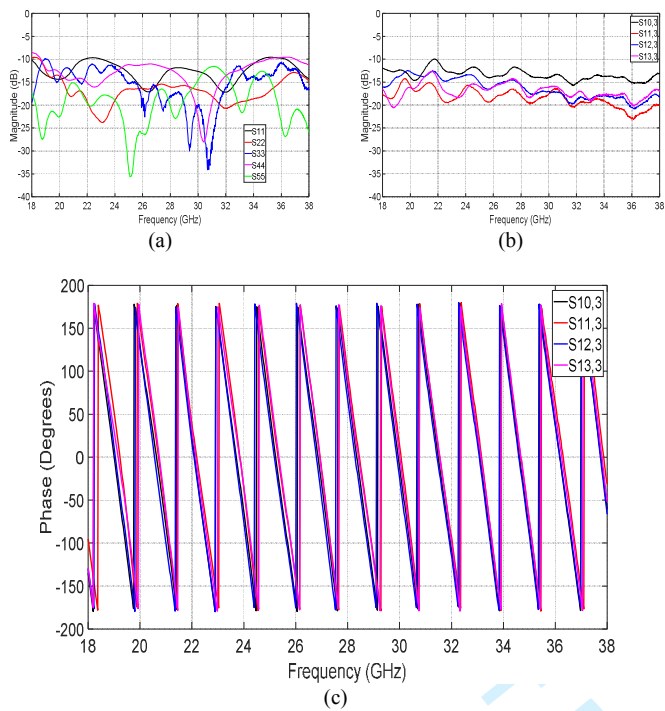 -5
-10
-15
-20
-25
-30
-35
-40
Magnitude (dB)
S11
S22
S33
S44
S55
18 20 22 24 26 28 30 32 34 36 38
Frequency (GHz)
(a)
0
-5
-10
-15
-20
-25
-30
-35
-40
Magnitude (dB)
S10,3
S11,3
S12,3
S13,3
18 20 22 24 26 28 30 32 34 36 38
Frequency (GHz)
(b)
200
150
100
50
0
-50
-100
-150
-200
Phase (Degrees)
S10,3
S11,3
S12,3
S13,3
18 20 22 24 26 28 30 32 34 36 38
Frequency (GHz)
(c)